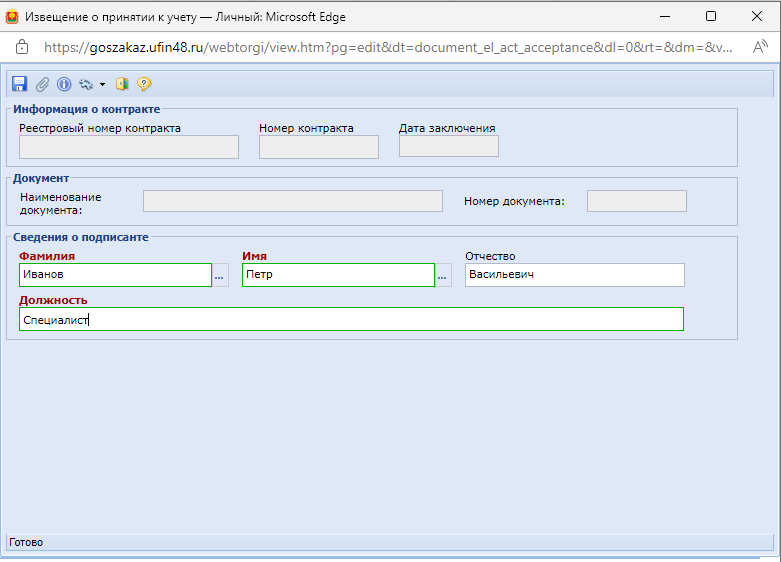 Извещение о принятии к учету — Личный: Microsoft Edge
https://goszakaz.ufin48.ru/webtorgi/view.htm?pg=edit&dt=document_el_act_acceptance&dl=0&rt=&dm=&v...
Информация о контракте
Реестровый номер контракта Номер контракта Дата заключения
Документ
Наименование документа: Номер документа:
Сведения о подписанте
Фамилия Имя Отчество
Иванов ... Петр ... Васильевич
Должность
Специалист
Готово